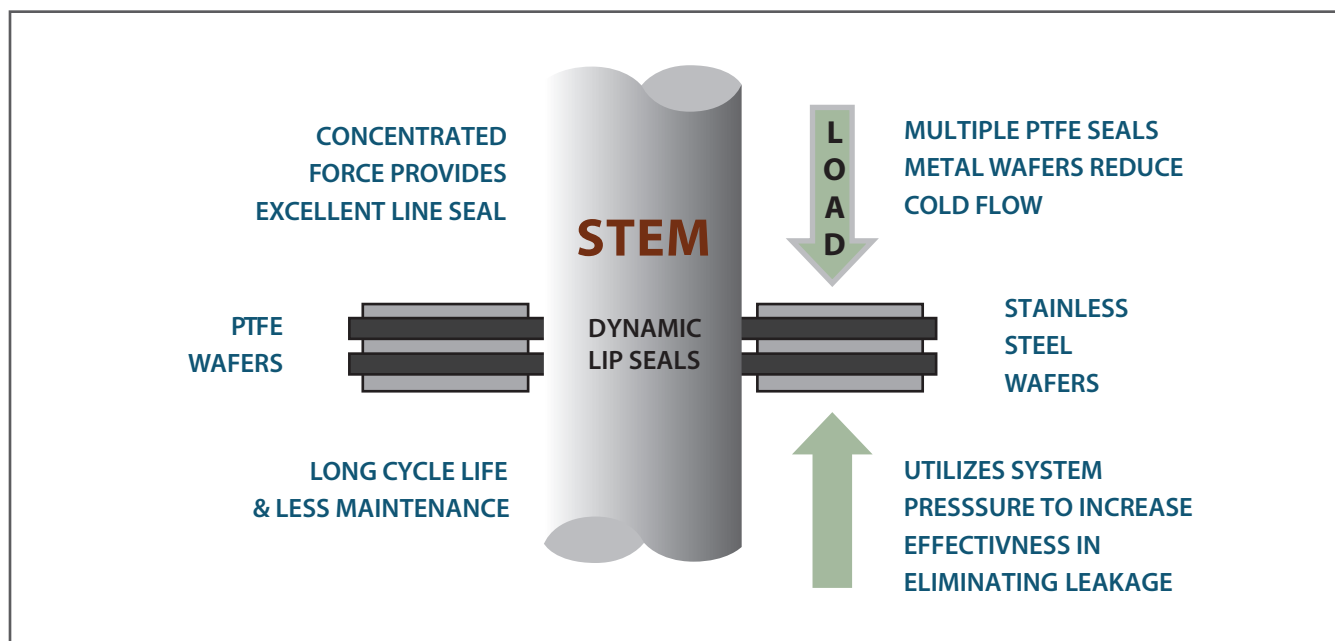 CONCENTRATED
FORCE PROVIDES
EXCELLENT LINE SEAL
STEM
LOAD
MULTIPLE PTFE SEALS
METAL WAFERS REDUCE
COLD FLOW
PTFE
WAFERS
DYNAMIC
LIP SEALS
STAINLESS
STEEL
WAFERS
LONG CYCLE LIFE
& LESS MAINTENANCE
UTILIZES SYSTEM
PRESSSURE TO INCREASE
EFFECTIVNESS IN
ELIMINATING LEAKAGE